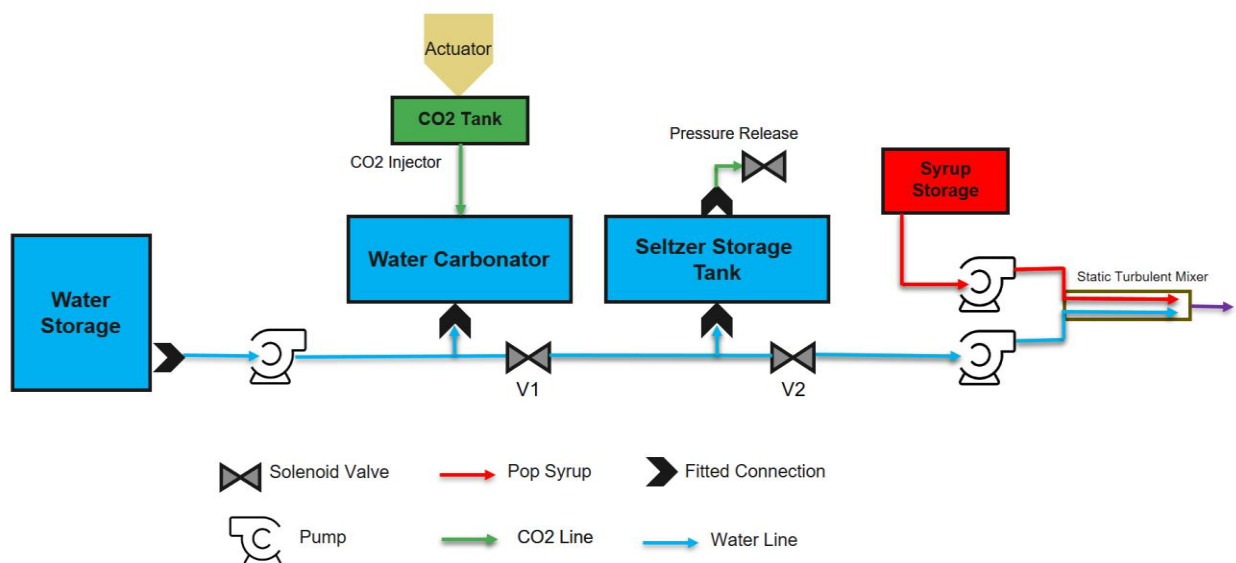 Actuator
CO2 Tank
CO2 Injector
Pressure Release
Syrup
Storage
Water Carbonator
Seltzer Storage
Tank
Water
Storage
Static Turbulent Mixer
V1
V2
Solenoid Valve
Pop Syrup
Fitted Connection
Pump
CO2 Line
Water Line